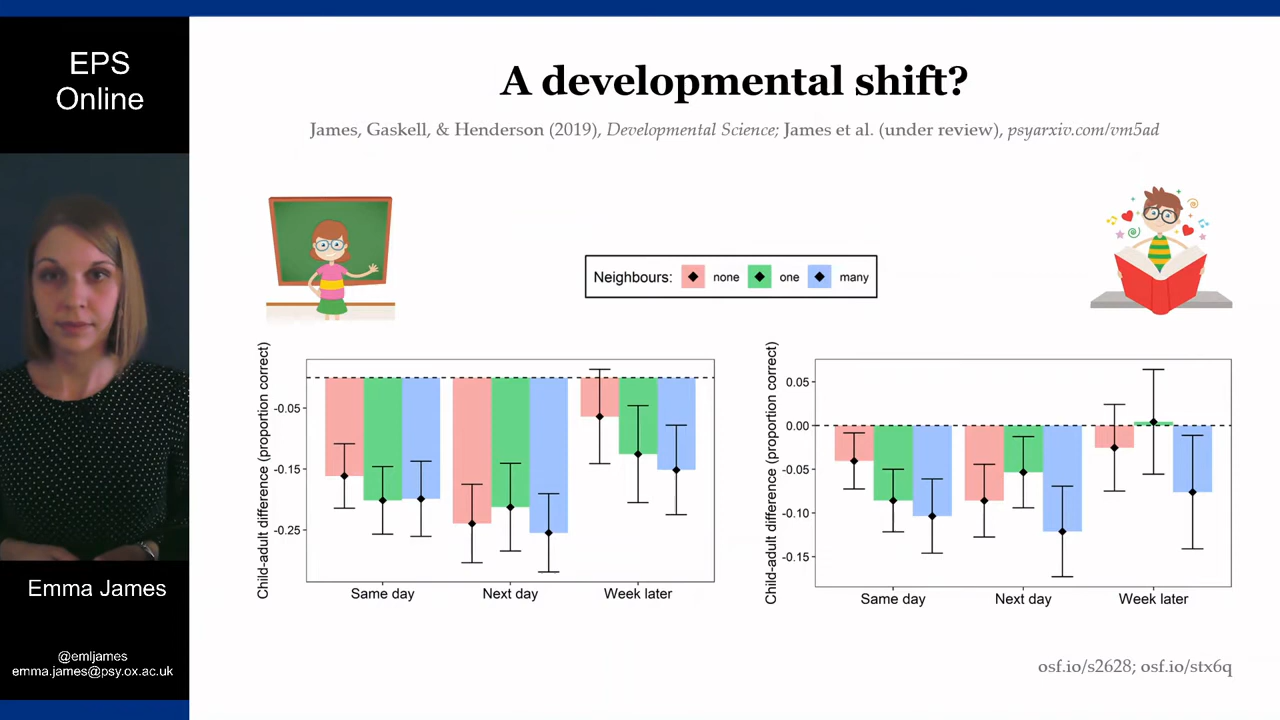 EPS
Online
A developmental shift?
James, Gaskell, & Henderson (2019), Developmental Science; James et al. (under review), psyarxiv.com/vm5ad
Neighbours: none one many
Child-adult difference (proportion correct)
-0.05
-0.15
-0.25
Same day Next day Week later
Child-adult difference (proportion correct)
0.05
0.00
-0.05
-0.10
-0.15
Same day Next day Week later
Emma James
@emljames
emma.james@psy.ox.ac.uk
osf.io/s2628; osf.io/stx6q